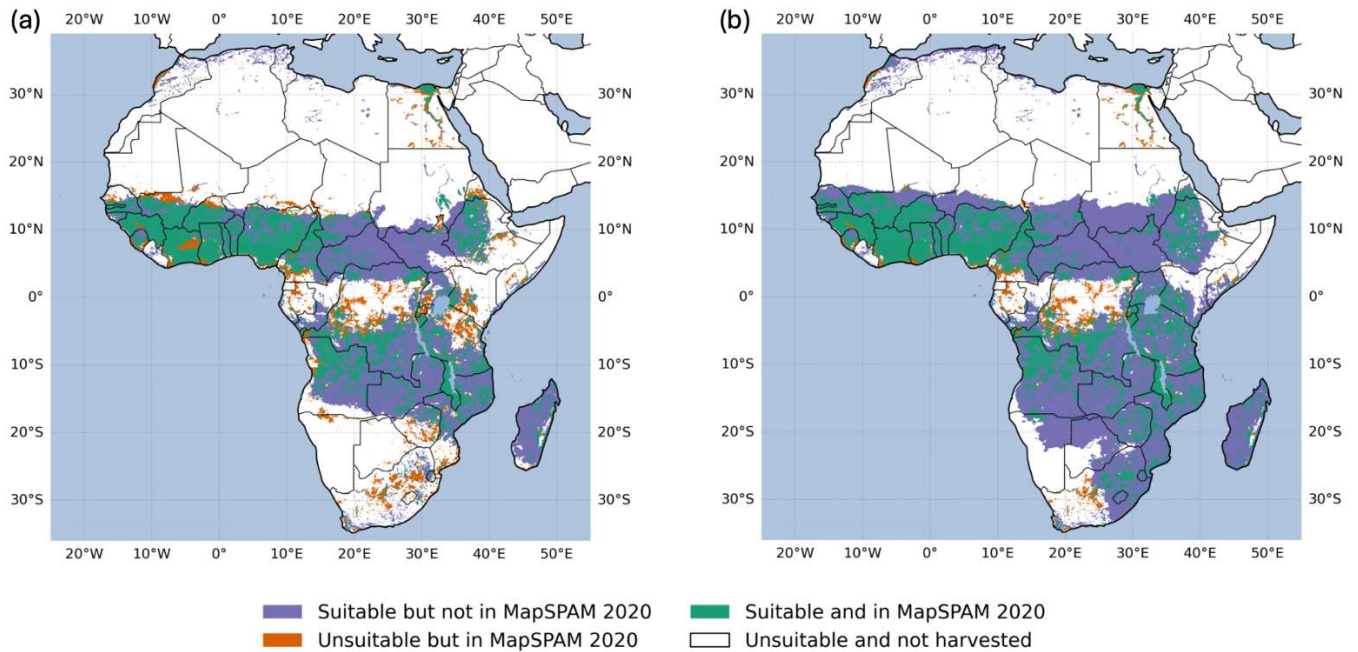 (a)
(b)
20°W 10°W 0° 10°E 20°E 30°E 40°E 50°E
20°W 10°W 0° 10°E 20°E 30°E 40°E 50°E
30°N 30°N 30°N 30°N
20°N 20°N 20°N 20°N
10°N 10°N 10°N 10°N
0° 0° 0° 0°
10°S 10°S 10°S 10°S
20°S 20°S 20°S 20°S
30°S 30°S 30°S 30°S
20°W 10°W 0° 10°E 20°E 30°E 40°E 50°E
20°W 10°W 0° 10°E 20°E 30°E 40°E 50°E
Suitable but not in MapSPAM 2020
Suitable and in MapSPAM 2020
Unsuitable but in MapSPAM 2020
Unsuitable and not harvested